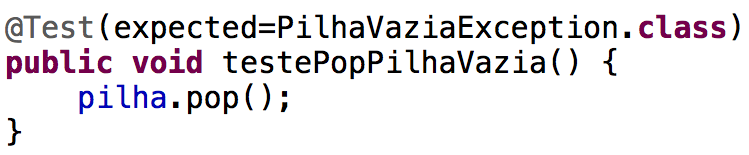 @Test(expected=PilhaVaziaException.class)
public void testePopPilhaVazia() {
    pilha.pop();
}